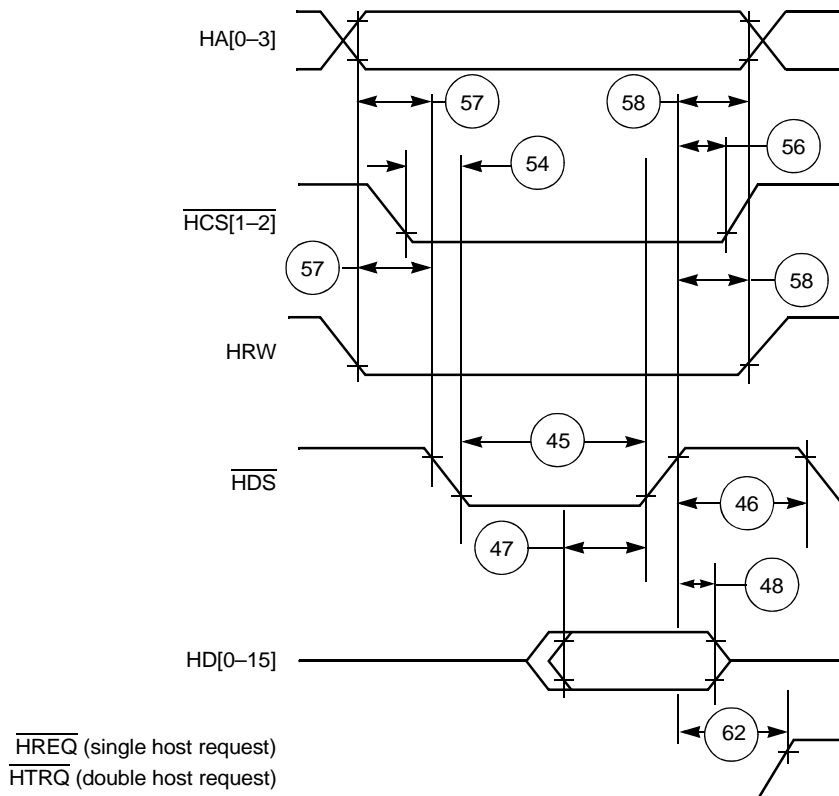 HA[0–3]
57
58
56
54
HCS[1–2]
57
58
HRW
45
HDS
46
47
48
HD[0–15]
62
HREQ (single host request)
HTRQ (double host request)